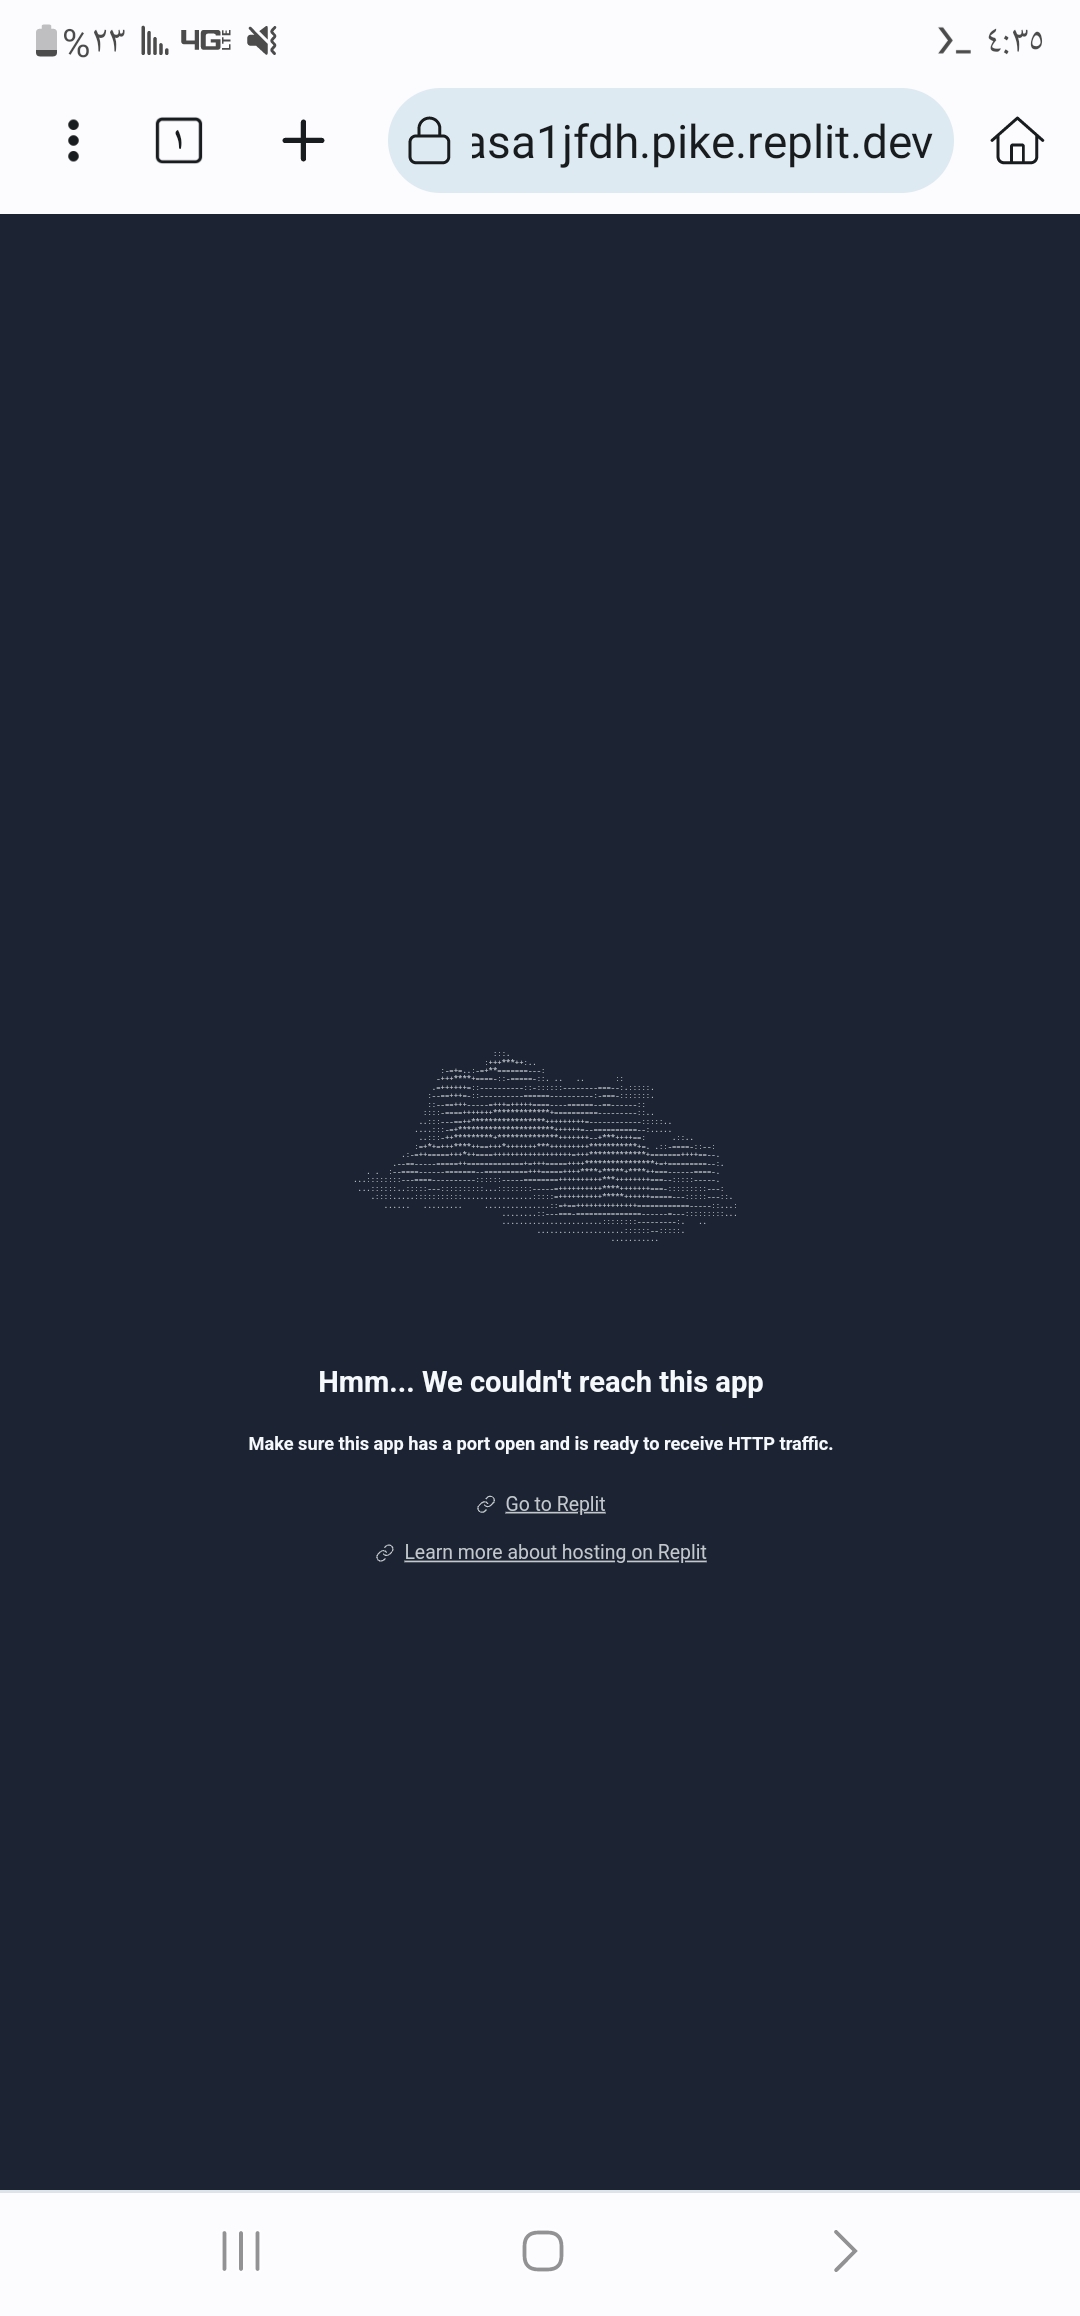 %٢٣ 4G LTE ٤:٣٥
١ asa1jfdh.pike.replit.dev
Hmm... We couldn't reach this app
Make sure this app has a port open and is ready to receive HTTP traffic.
Go to Replit
Learn more about hosting on Replit